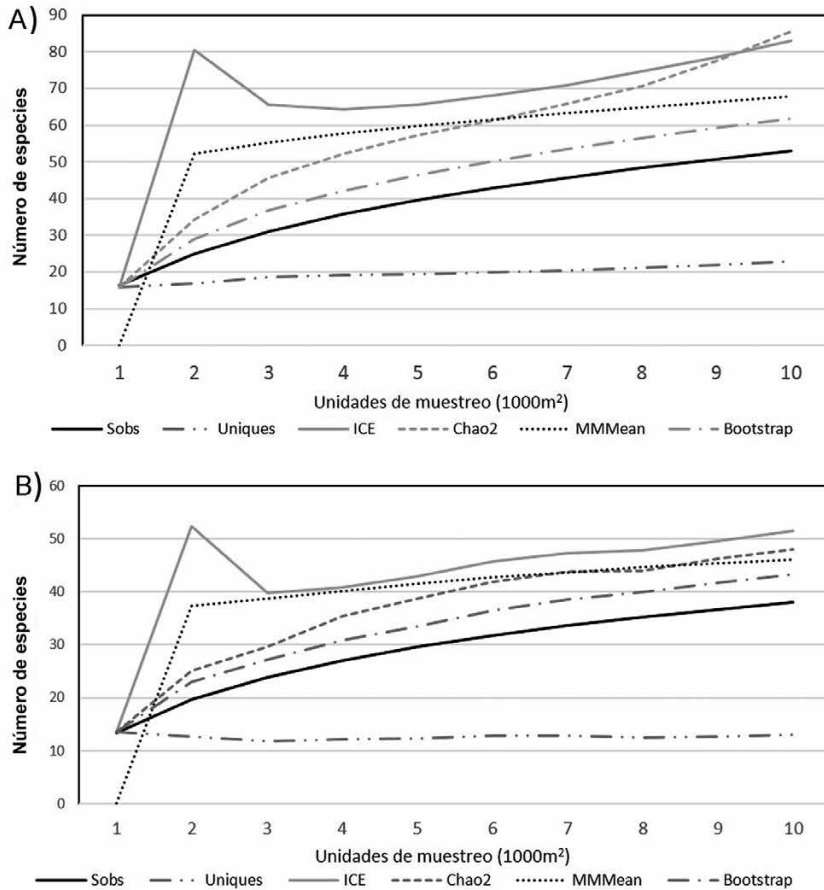 A)
Número de especies
90
80
70
60
50
40
30
20
10
0
1 2 3 4 5 6 7 8 9 10
Unidades de muestreo (1000m²)
Sobs Uniques ICE Chao2 MMMean Bootstrap
B)
Número de especies
60
50
40
30
20
10
0
1 2 3 4 5 6 7 8 9 10
Unidades de muestreo (1000m²)
Sobs Uniques ICE Chao2 MMMean Bootstrap